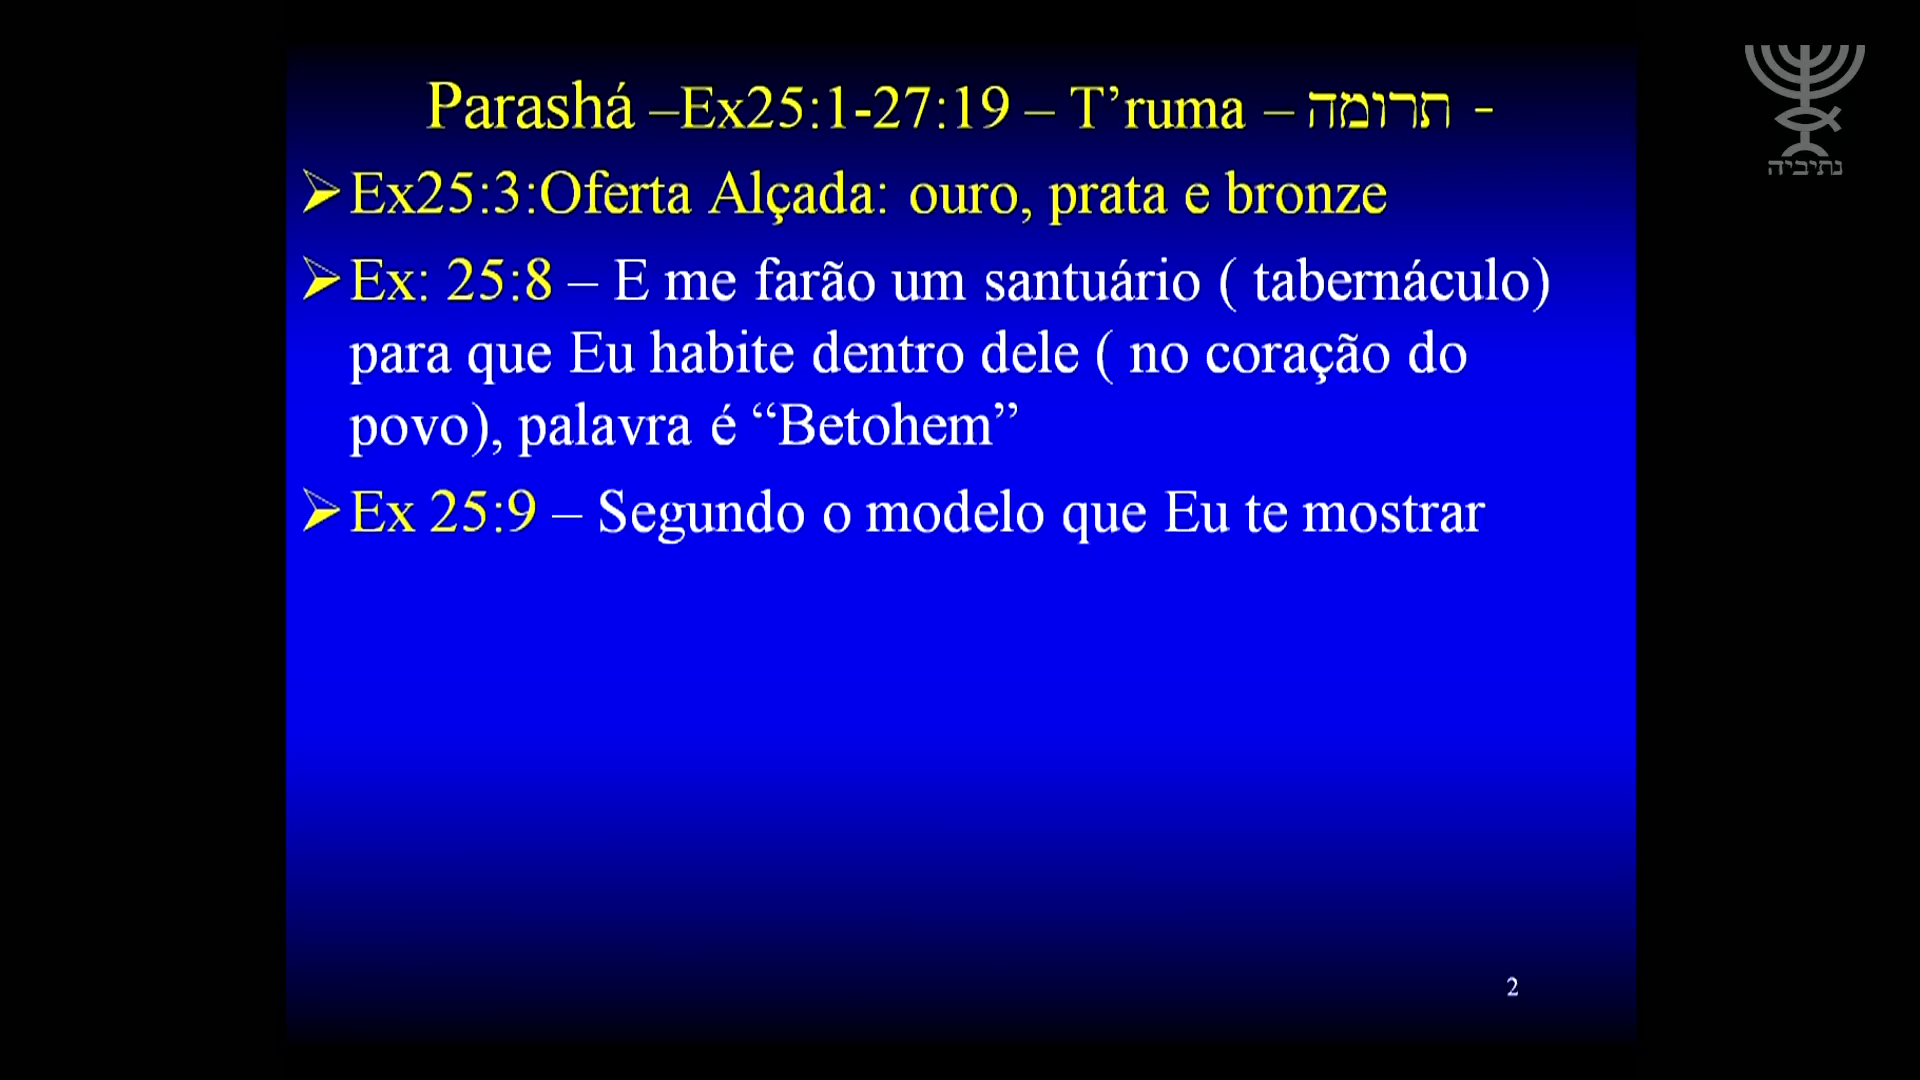 Parashá –Ex25:1-27:19 – T’ruma – תרומה -
➢Ex25:3:Oferta Alçada: ouro, prata e bronze
➢Ex: 25:8 – E me farão um santuário ( tabernáculo)
para que Eu habite dentro dele ( no coração do
povo), palavra é “Betohem”
➢Ex 25:9 – Segundo o modelo que Eu te mostrar
2
נתיביה